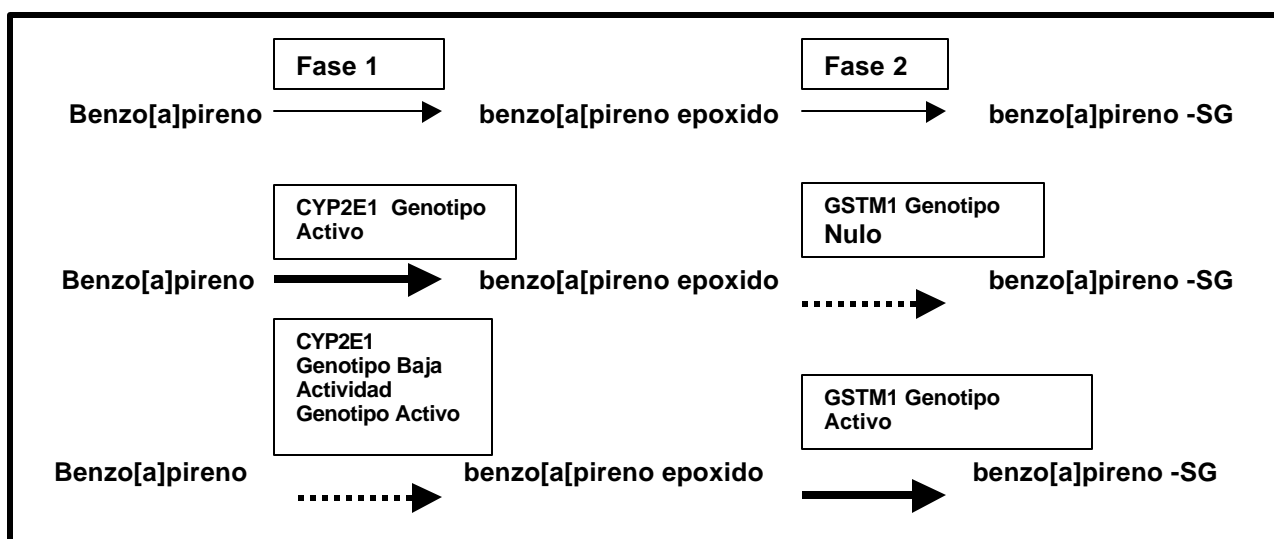 Fase 1
Fase 2
Benzo[a]pireno
benzo[a[pireno epoxido
benzo[a]pireno -SG
CYP2E1 Genotipo
Activo
GSTM1 Genotipo
Nulo
Benzo[a]pireno
benzo[a[pireno epoxido
benzo[a]pireno -SG
CYP2E1
Genotipo Baja
Actividad
Genotipo Activo
GSTM1 Genotipo
Activo
Benzo[a]pireno
benzo[a[pireno epoxido
benzo[a]pireno -SG